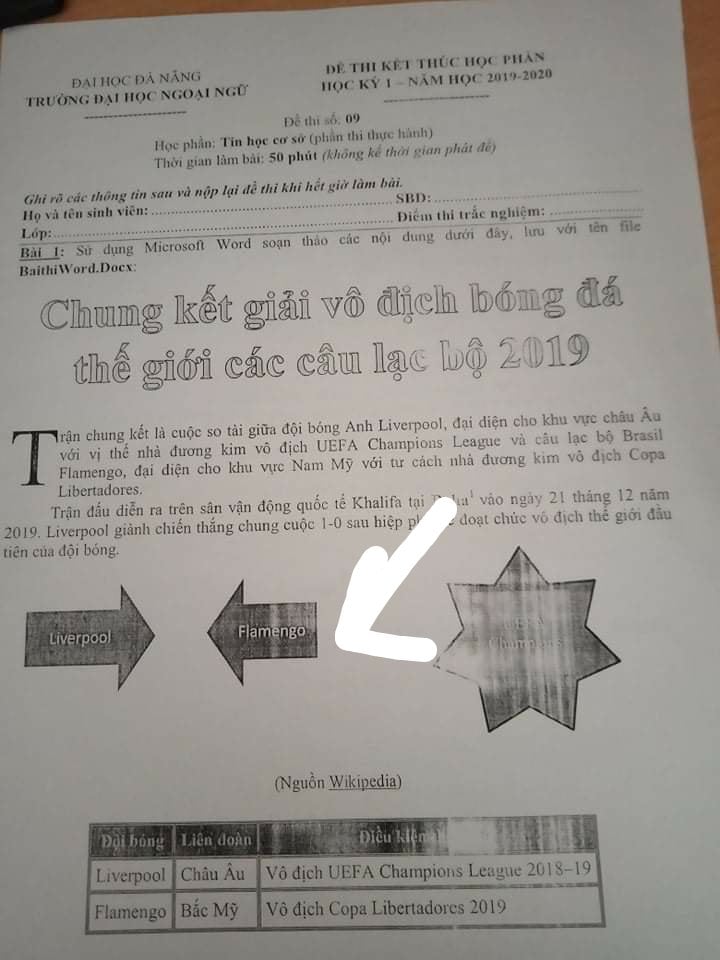 ĐẠI HỌC ĐÀ NẴNG
TRƯỜNG ĐẠI HỌC NGOẠI NGỮ
ĐỀ THI KẾT THÚC HỌC PHẦN
HỌC KỲ 1 – NĂM HỌC 2019-2020
Đề thi số: 09
Học phần: Tin học cơ sở (phần thi thực hành)
Thời gian làm bài: 50 phút (không kể thời gian phát đề)
Ghi rõ các thông tin sau và nộp lại đề thi khi hết giờ làm bài.
Họ và tên sinh viên: SBD:
Lớp: Điểm thi trắc nghiệm:
Bài 1: Sử dụng Microsoft Word soạn thảo các nội dung dưới đây, lưu với tên file
BaithiWord.Docx:
Chung kết giải vô địch bóng đá
thế giới các câu lạc bộ 2019
Trận chung kết là cuộc so tài giữa đội bóng Anh Liverpool, đại diện cho khu vực châu Âu
với vị thế nhà đương kim vô địch UEFA Champions League và câu lạc bộ Brasil
Flamengo, đại diện cho khu vực Nam Mỹ với tư cách nhà đương kim vô địch Copa
Libertadores.
Trận đấu diễn ra trên sân vận động quốc tế Khalifa tại vào ngày 21 tháng 12 năm
2019. Liverpool giành chiến thắng chung cuộc 1-0 sau hiệp đoạt chức vô địch thế giới đầu
tiên của đội bóng.
Liverpool
Flamengo
(Nguồn Wikipedia)
Đội bóng Liên đoàn Điều kiện
Liverpool Châu Âu Vô địch UEFA Champions League 2018–19
Flamengo Bắc Mỹ Vô địch Copa Libertadores 2019